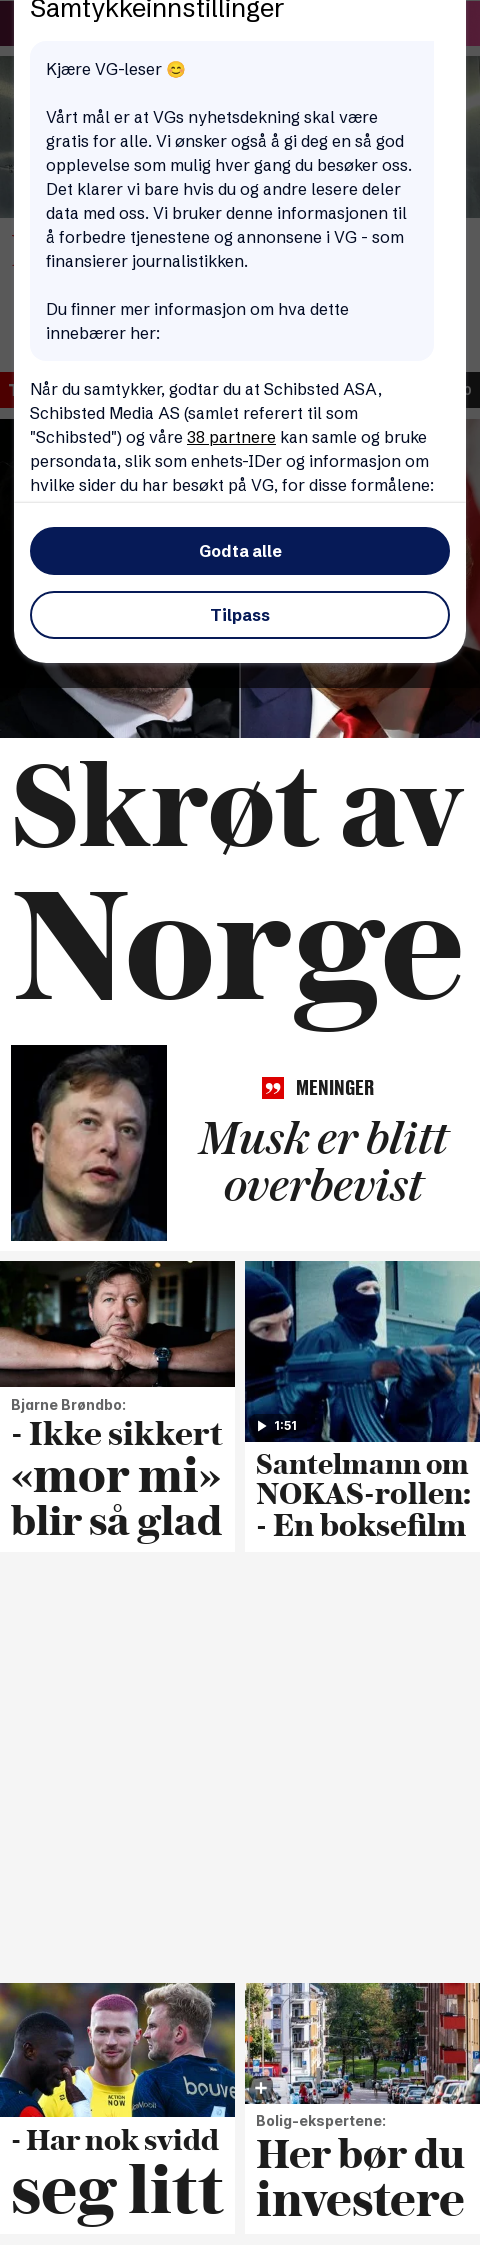 Samtykkeinnstillinger
Kjære VG-leser 😊
Vårt mål er at VGs nyhetsdekning skal være
gratis for alle. Vi ønsker også å gi deg en så god
opplevelse som mulig hver gang du besøker oss.
Det klarer vi bare hvis du og andre lesere deler
data med oss. Vi bruker denne informasjonen til
å forbedre tjenestene og annonsene i VG - som
finansierer journalistikken.
Du finner mer informasjon om hva dette
innebærer her:
Når du samtykker, godtar du at Schibsted ASA,
Schibsted Media AS (samlet referert til som
"Schibsted") og våre 38 partnere kan samle og bruke
persondata, slik som enhets-IDer og informasjon om
hvilke sider du har besøkt på VG, for disse formålene:
Godta alle
Tilpass
Skrøt av
Norge
MENINGER
Musk er blitt
overbevist
Bjarne Brøndbo:
- Ikke sikkert
«mor mi»
blir så glad
1:51
Santelmann om
NOKAS-rollen:
- En boksefilm
- Har nok svidd
seg litt
Bolig-ekspertene:
Her bør du
investere